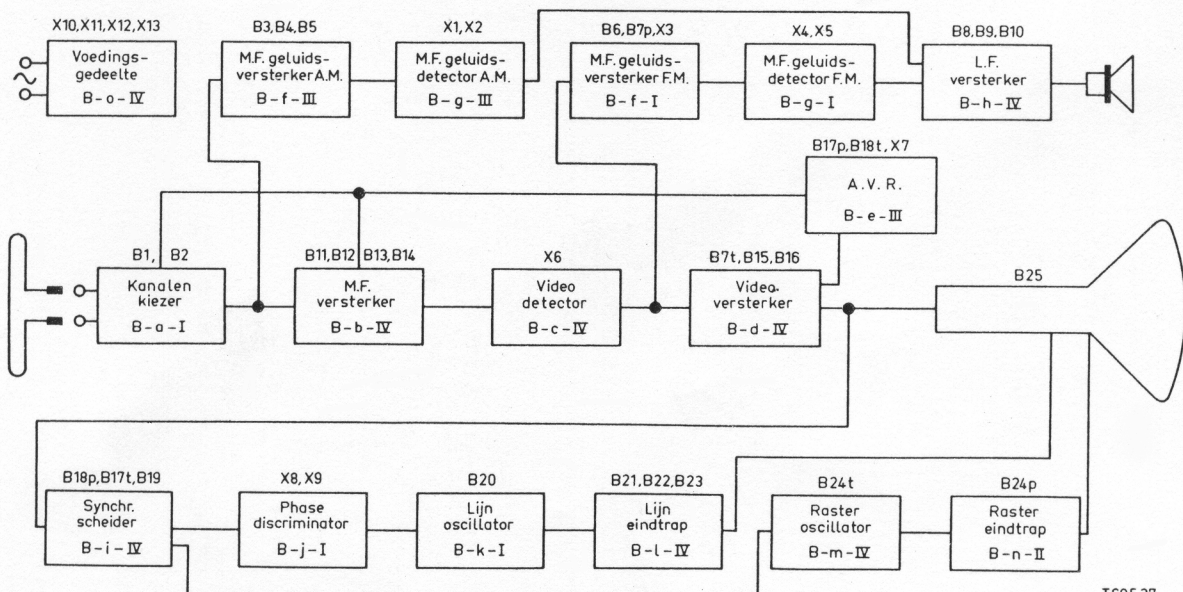 X10,X11,X12,X13
Voedings-
gedeelte
B-o-IV
B3,B4,B5
M.F. geluids-
versterker A.M.
B-f-III
X1,X2
M.F. geluids-
detector A.M.
B-g-III
B6,B7p,X3
M.F. geluids-
versterker F.M.
B-f-I
X4,X5
M.F. geluids-
detector F.M.
B-g-I
B8,B9,B10
L.F.
versterker
B-h-IV
B17p,B18t,X7
A.V.R.
B-e-III
B1, B2
Kanalen
kiezer
B-a-I
B11,B12 B13,B14
M.F.
versterker
B-b-IV
X6
Video
detector
B-c-IV
B7t,B15,B16
Video-
versterker
B-d-IV
B25
B18p,B17t,B19
Synchr.
scheider
B-i-IV
X8,X9
Phase
discriminator
B-j-I
B20
Lijn
oscillator
B-k-I
B21,B22,B23
Lijn
eindtrap
B-l-IV
B24t
Raster
oscillator
B-m-IV
B24p
Raster
eindtrap
B-n-II